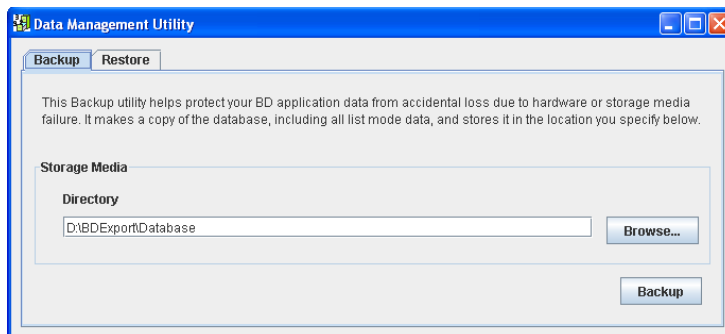 Data Management Utility
Backup Restore
This Backup utility helps protect your BD application data from accidental loss due to hardware or storage media
failure. It makes a copy of the database, including all list mode data, and stores it in the location you specify below.
Storage Media
Directory
D:\BDExport\Database
Browse...
Backup